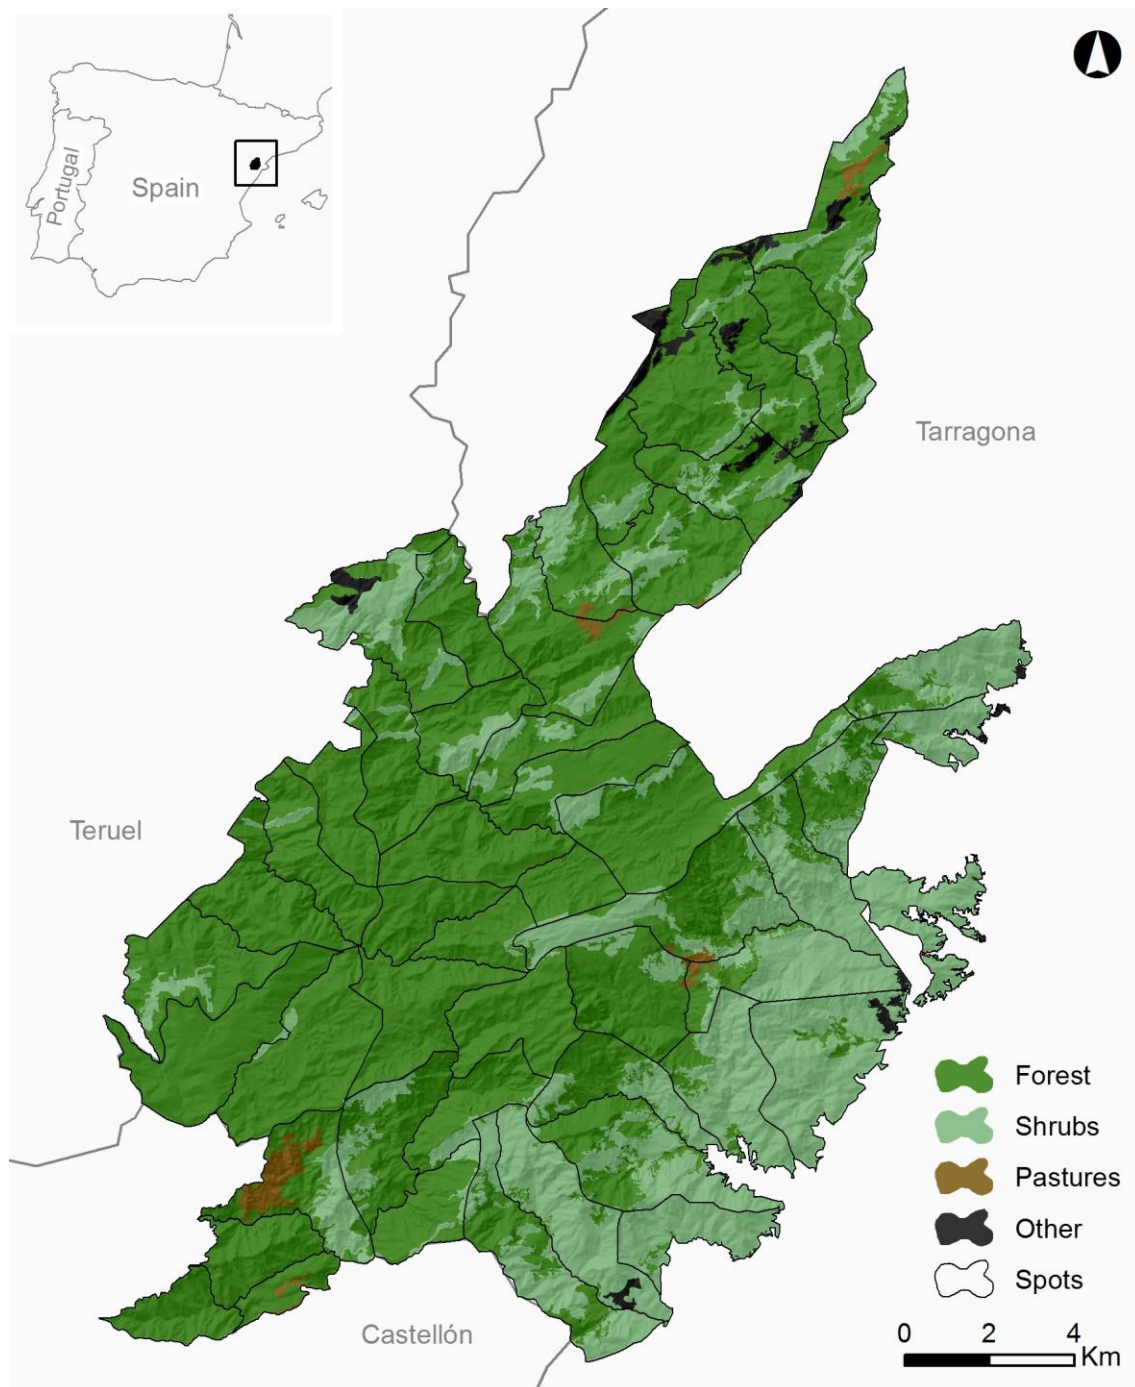 Portugal
Spain
Tarragona
Teruel
Castellón
Forest
Shrubs
Pastures
Other
Spots
0 2 4
Km